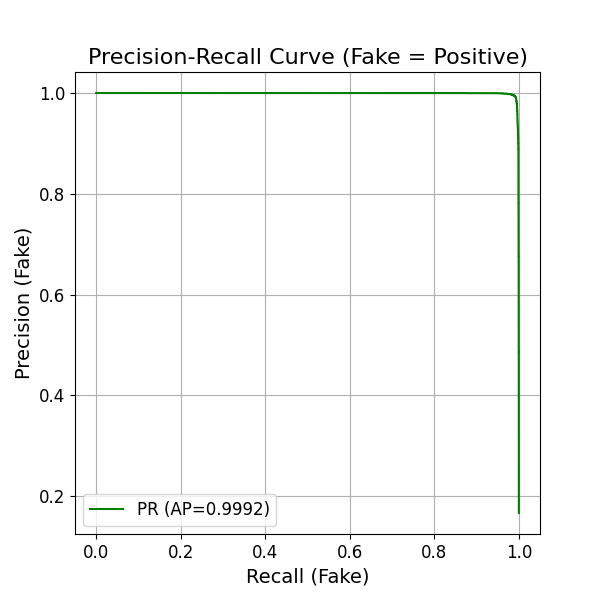 Precision-Recall Curve (Fake = Positive)
1.0
0.8
0.6
0.4
0.2
Precision (Fake)
PR (AP=0.9992)
0.0 0.2 0.4 0.6 0.8 1.0
Recall (Fake)